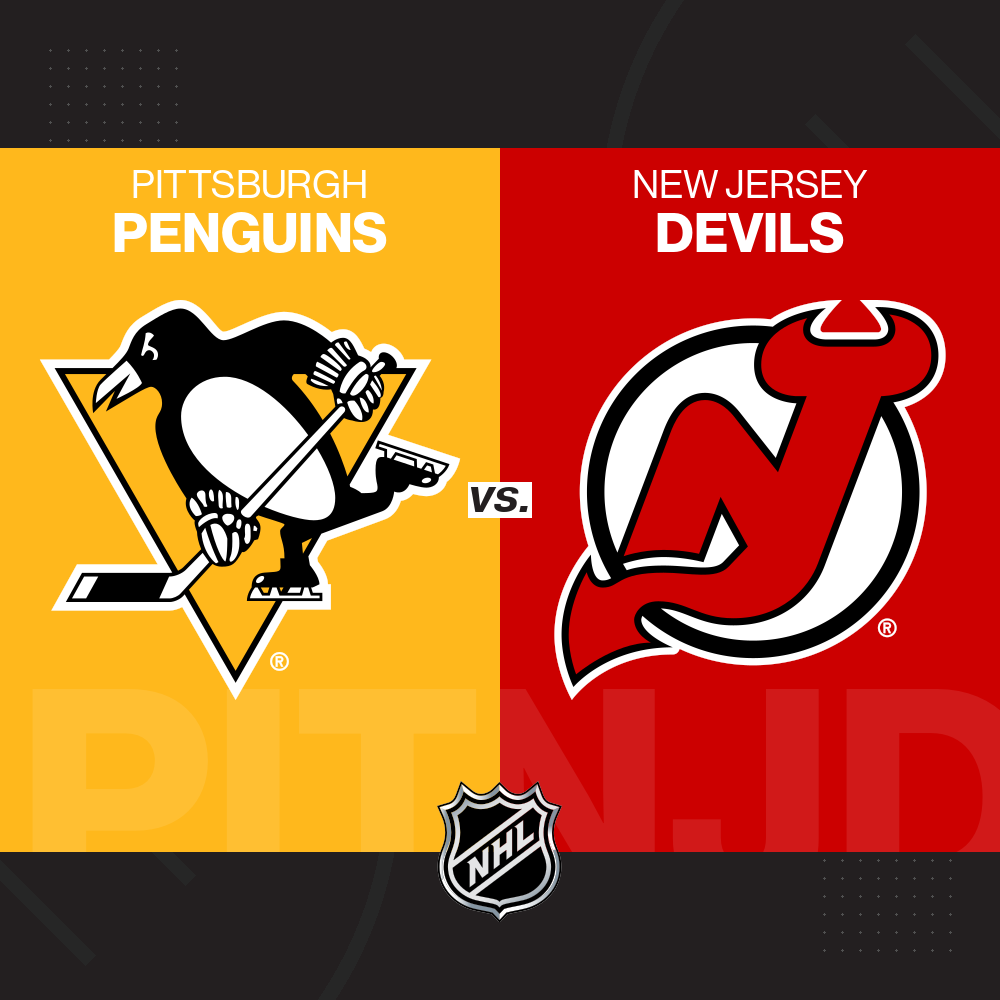 PITTSBURGH
PENGUINS
NEW JERSEY
DEVILS
vs.
®
®
PIT
NJD
NHL